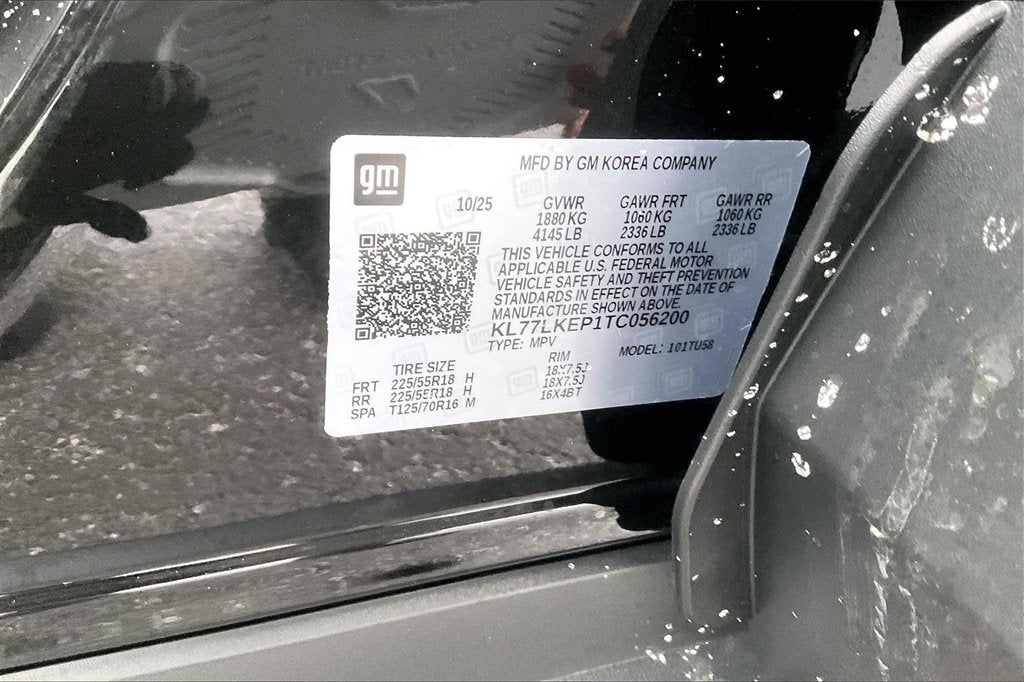 gm
MFD BY GM KOREA COMPANY
10/25 GVWR GAWR FRT GAWR RR
1880 KG 1060 KG 1060 KG
4145 LB 2336 LB 2336 LB
THIS VEHICLE CONFORMS TO ALL
APPLICABLE U.S. FEDERAL MOTOR
VEHICLE SAFETY AND THEFT PREVENTION
STANDARDS IN EFFECT ON THE DATE OF
MANUFACTURE SHOWN ABOVE.
KL77LKEP1TC056200
TYPE: MPV MODEL: 101TU58
TIRE SIZE RIM
FRT 225/55R18 H 18X7.5J
RR 225/55R18 H 18X7.5J
SPA T125/70R16 M 16X4BT